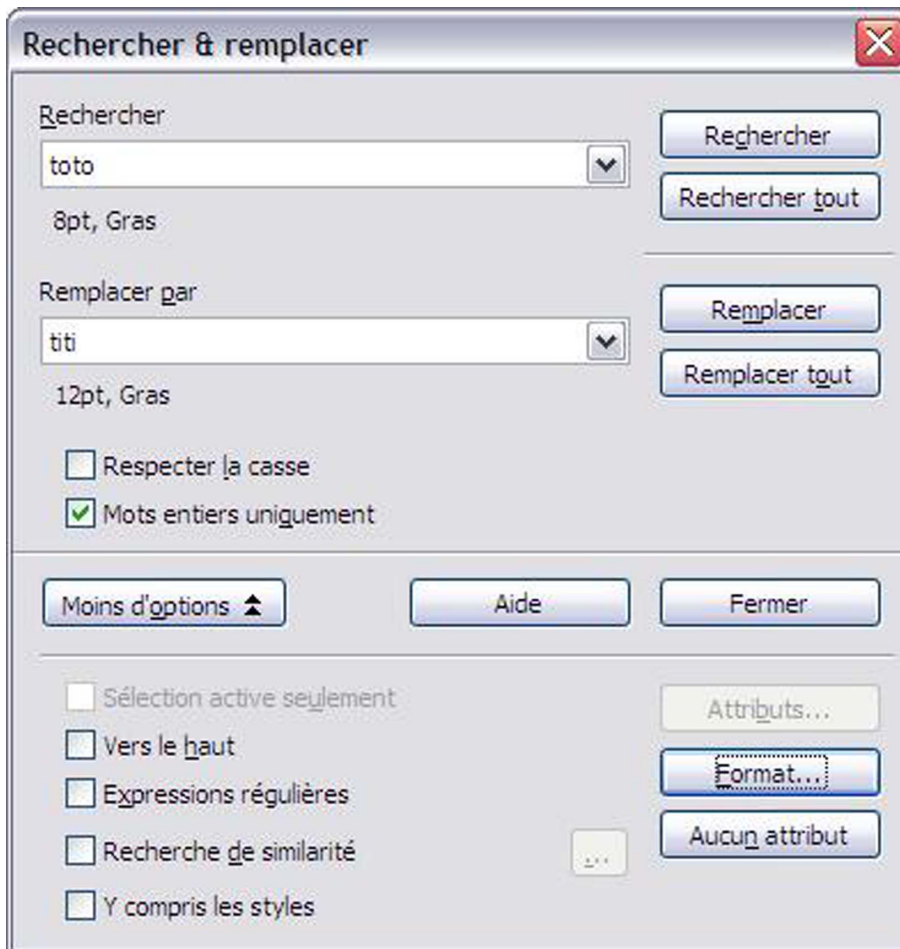 Rechercher & remplacer
Rechercher
toto
8pt, Gras
Rechercher
Rechercher tout
Remplacer par
titi
12pt, Gras
Remplacer
Remplacer tout
Respecter la casse
Mots entiers uniquement
Moins d'options
Aide
Fermer
Sélection active seulement
Vers le haut
Expressions régulières
Recherche de similarité
...
Y compris les styles
Attributs...
Format...
Aucun attribut